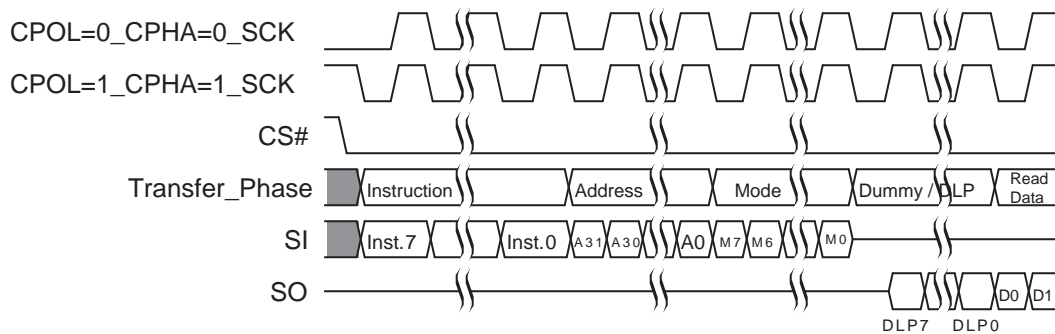 CPOL=0_CPHA=0_SCK
CPOL=1_CPHA=1_SCK
CS#
Transfer_Phase Instruction Address Mode Dummy / DLP Read Data
SI Inst.7 Inst.0 A31 A30 A0 M7 M6 M0
SO D0 D1
DLP7 DLP0